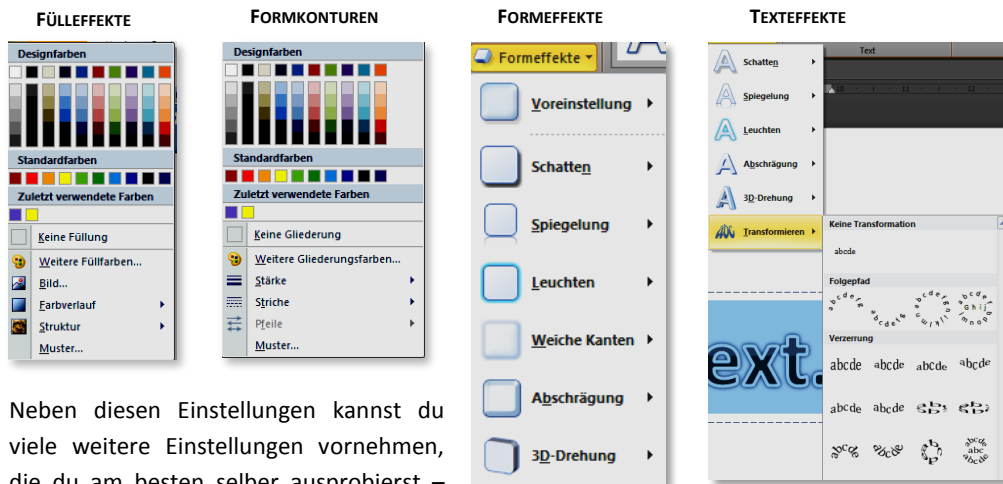 FÜLLEFFEKTE
Designfarben
Standardfarben
Zuletzt verwendete Farben
Keine Füllung
Weitere Füllfarben...
Bild...
Farbverlauf
Struktur
Muster...
FORMKONTUREN
Designfarben
Standardfarben
Zuletzt verwendete Farben
Keine Gliederung
Weitere Gliederungsfarben...
Stärke
Striche
Pfeile
Muster...
FORMEFFEKTE
Formeffekte
Voreinstellung
Schatten
Spiegelung
Leuchten
Weiche Kanten
Abschrägung
3D-Drehung
TEXTEFFEKTE
Text
10 11 12
Schatten
Spiegelung
Leuchten
Abschrägung
3D-Drehung
Transformieren
Keine Transformation
abcde
Folgepfad
Verzerrung
abcde abcde abcde abcde
abcde abcde
ext.
Neben diesen Einstellungen kannst du
viele weitere Einstellungen vornehmen,
die du am besten selber ausprobierst –